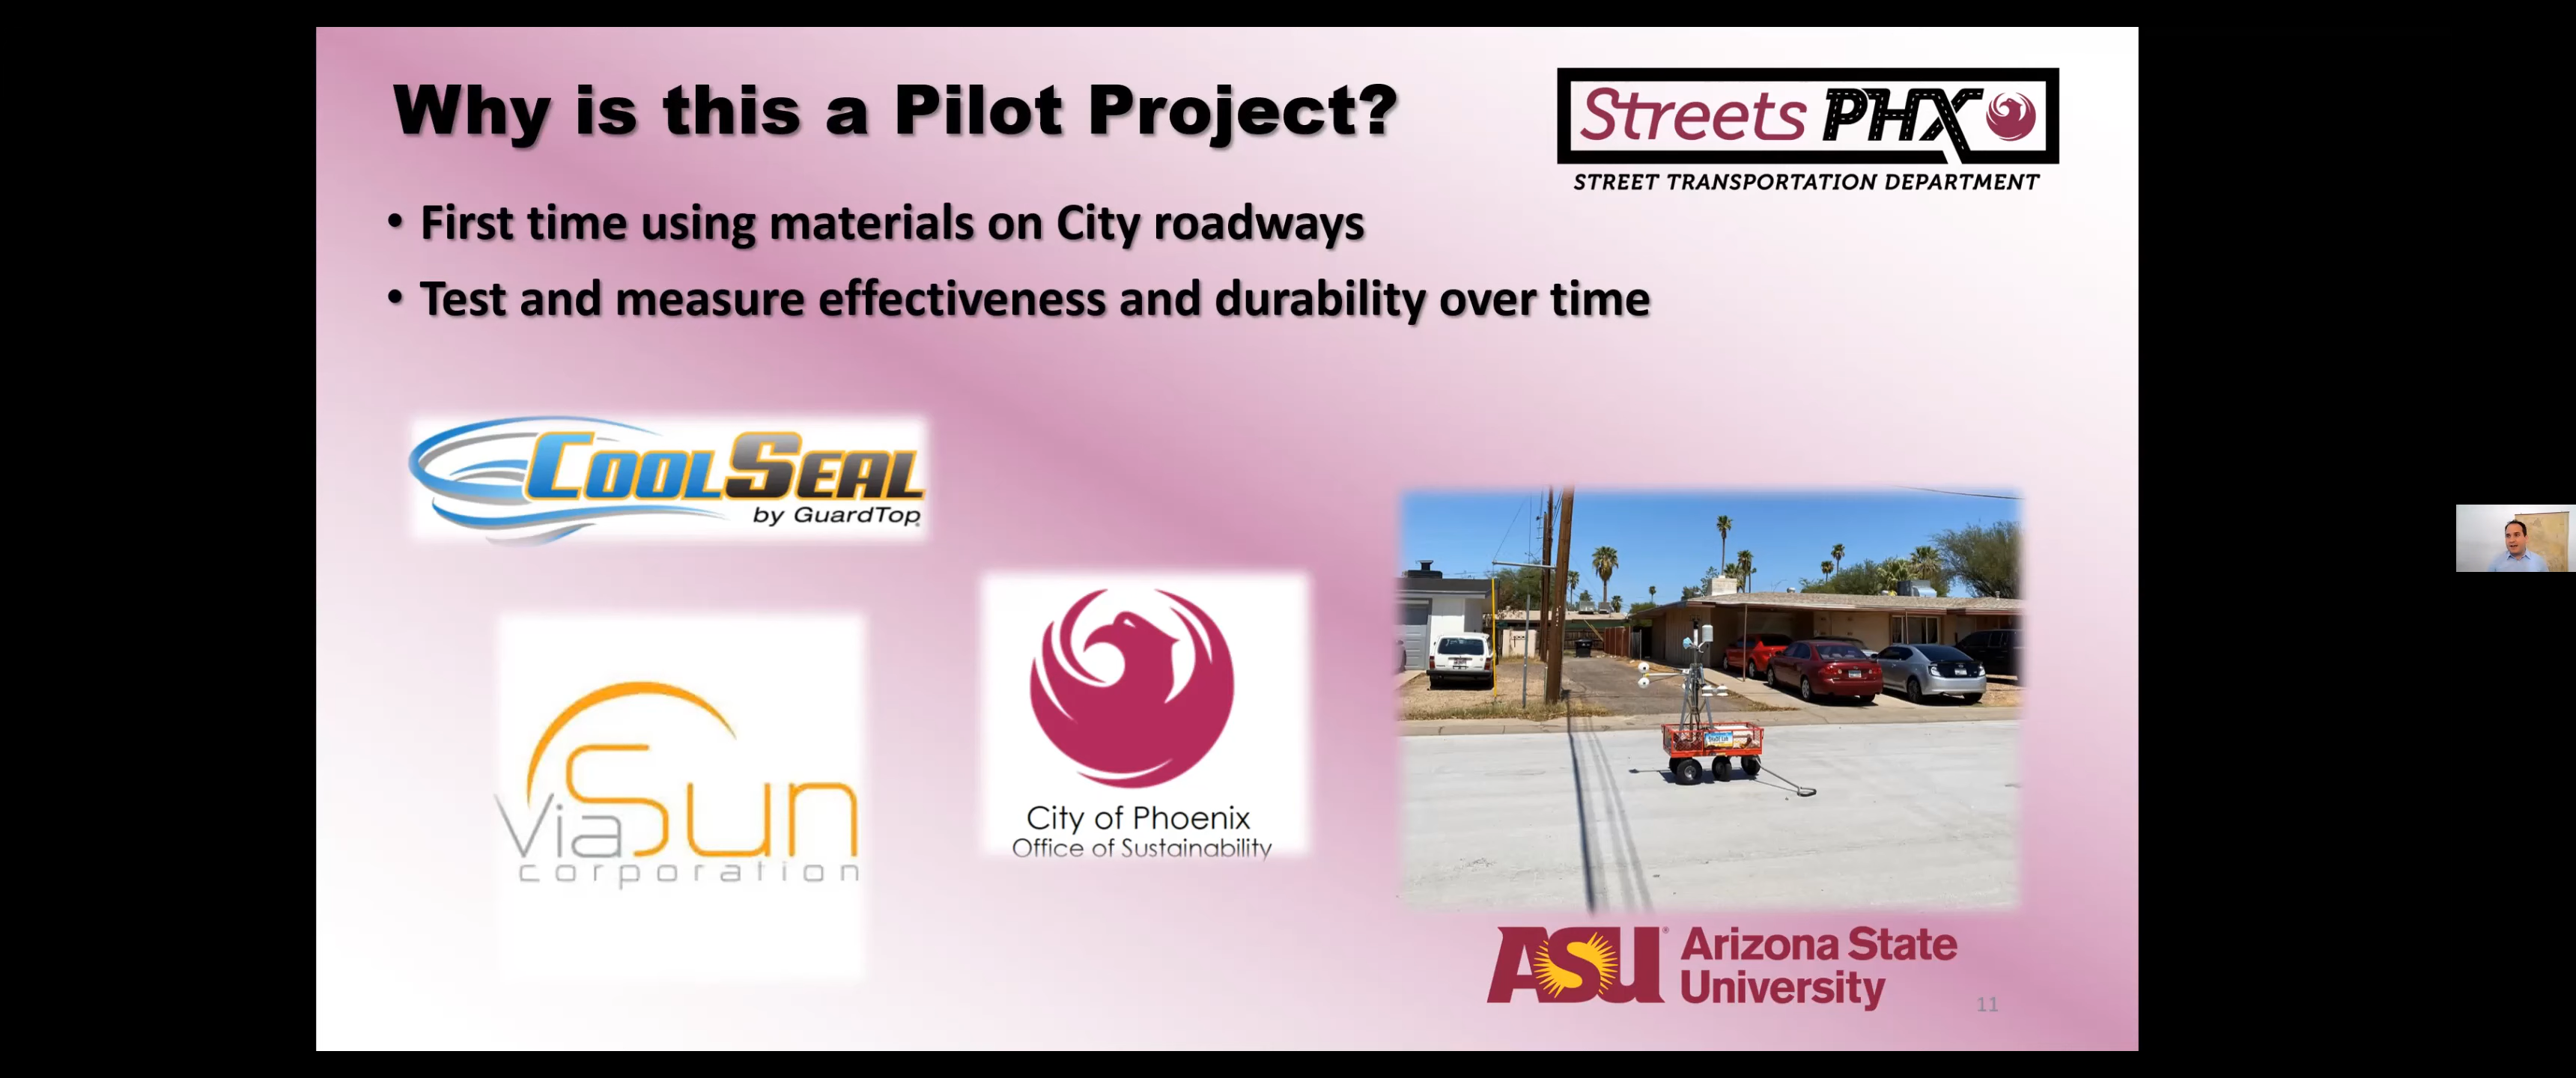 Why is this a Pilot Project?
Streets PHX
STREET TRANSPORTATION DEPARTMENT
• First time using materials on City roadways
• Test and measure effectiveness and durability over time
COOLSEAL
by GuardTop
ViaSun
corporation
City of Phoenix
Office of Sustainability
ASU Arizona State
University
11